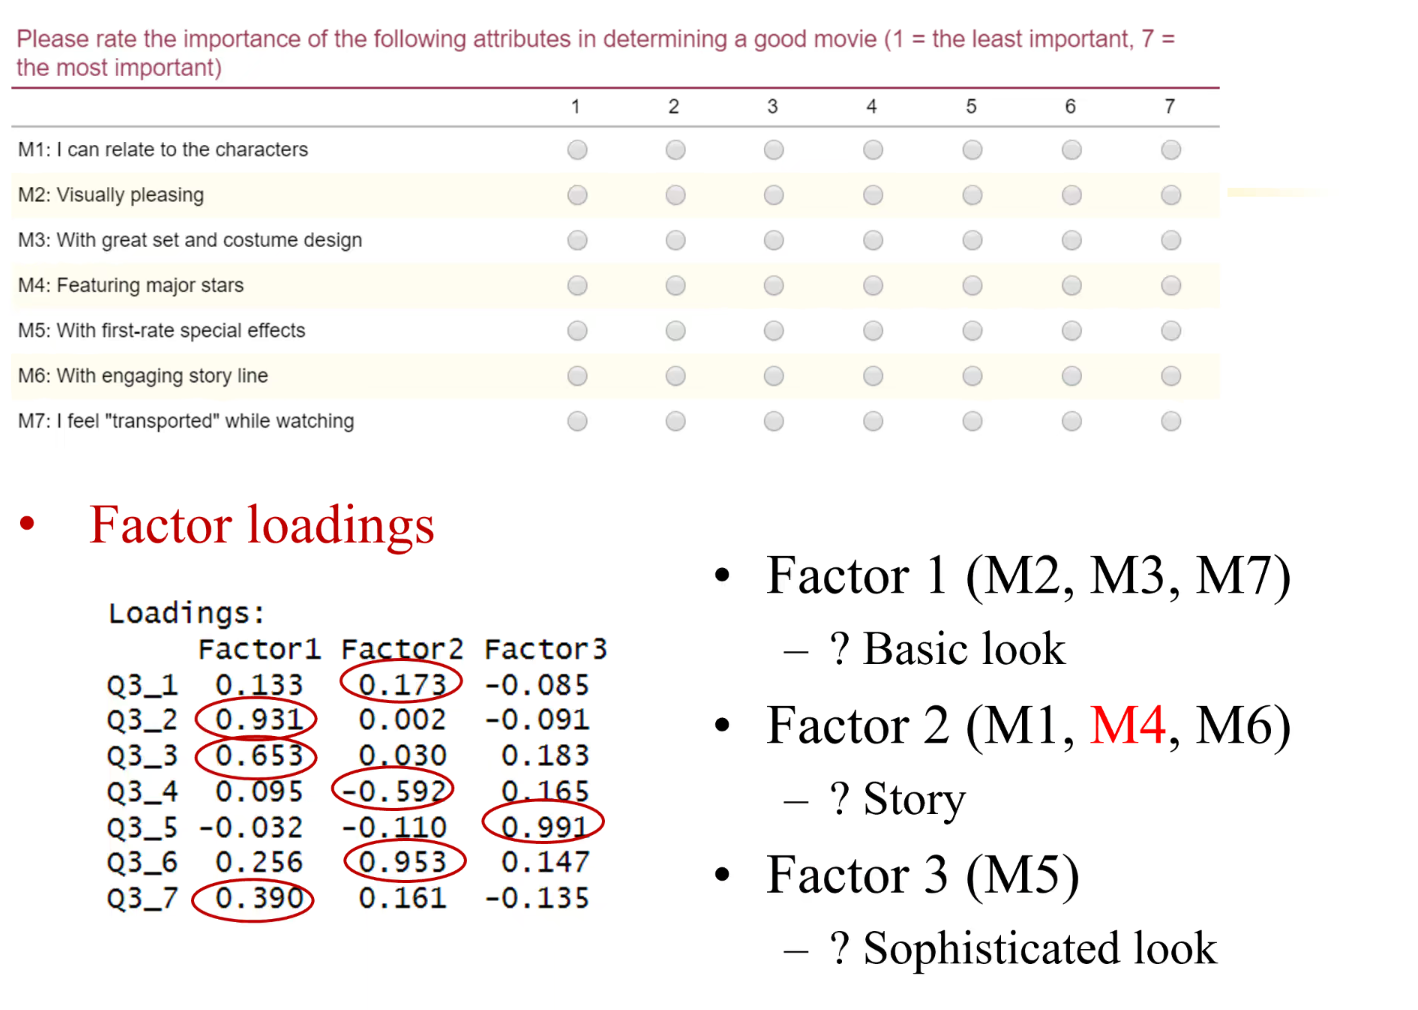 Please rate the importance of the following attributes in determining a good movie (1 = the least important, 7 =
the most important)
1 2 3 4 5 6 7
M1: I can relate to the characters
M2: Visually pleasing
M3: With great set and costume design
M4: Featuring major stars
M5: With first-rate special effects
M6: With engaging story line
M7: I feel "transported" while watching
• Factor loadings
Loadings:
Factor1 Factor2 Factor3
Q3_1 0.133 0.173 -0.085
Q3_2 0.931 0.002 -0.091
Q3_3 0.653 0.030 0.183
Q3_4 0.095 -0.592 0.165
Q3_5 -0.032 -0.110 0.991
Q3_6 0.256 0.953 0.147
Q3_7 0.390 0.161 -0.135
• Factor 1 (M2, M3, M7)
– ? Basic look
• Factor 2 (M1, M4, M6)
– ? Story
• Factor 3 (M5)
– ? Sophisticated look